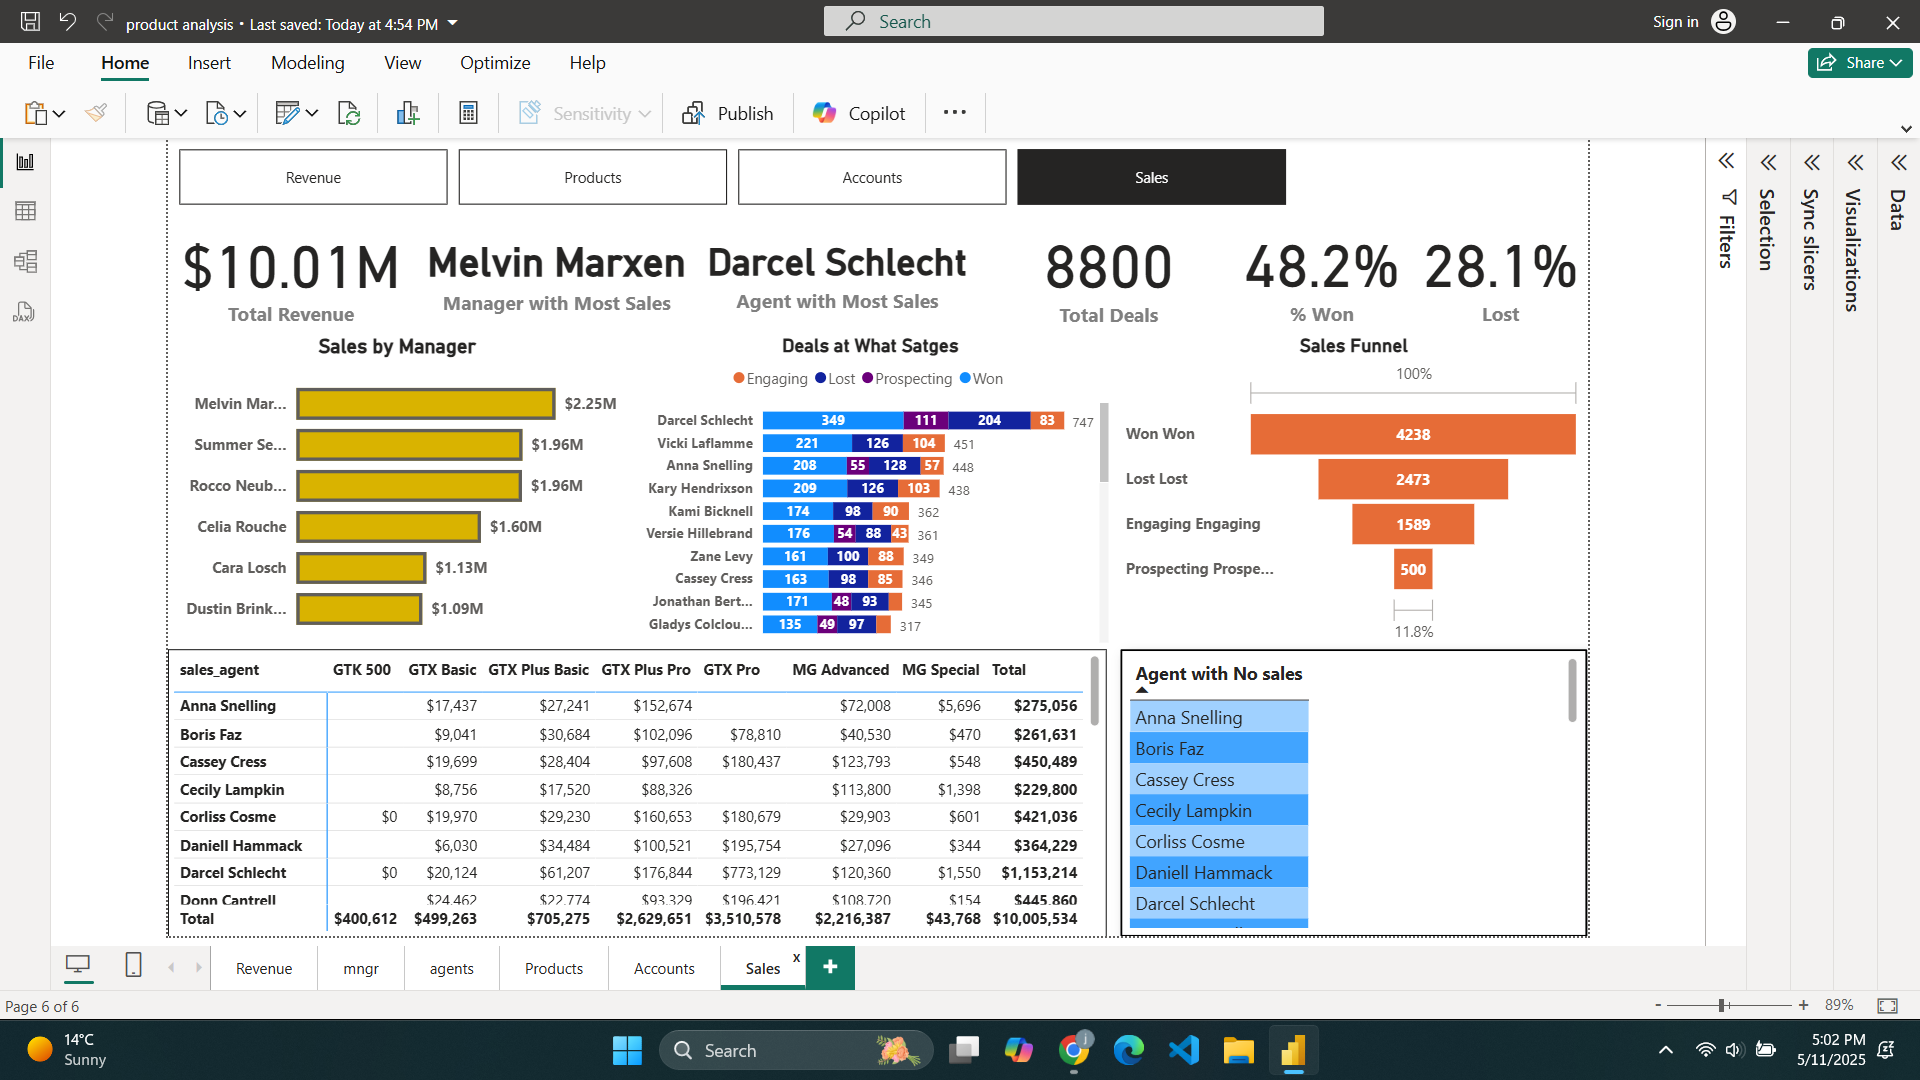 product analysis • Last saved: Today at 4:54 PM
Search
Sign in
File Home Insert Modeling View Optimize Help
Share
Sensitivity
Publish
Copilot
Revenue Products Accounts Sales
$10.01M
Total Revenue
Melvin Marxen
Manager with Most Sales
Darcel Schlecht
Agent with Most Sales
8800
Total Deals
48.2%
% Won
28.1%
Lost
Sales by Manager
Melvin Mar... $2.25M
Summer Se... $1.96M
Rocco Neub... $1.96M
Celia Rouche $1.60M
Cara Losch $1.13M
Dustin Brink... $1.09M
Deals at What Satges
Engaging Lost Prospecting Won
Darcel Schlecht 349 111 204 83 747
Vicki Laflamme 221 126 104 451
Anna Snelling 208 55 128 57 448
Kary Hendrixson 209 126 103 438
Kami Bicknell 174 98 90 362
Versie Hillebrand 176 54 88 43 361
Zane Levy 161 100 88 349
Cassey Cress 163 98 85 346
Jonathan Bert... 171 48 93 345
Gladys Colclou... 135 49 97 317
Sales Funnel
100%
Won Won 4238
Lost Lost 2473
Engaging Engaging 1589
Prospecting Prospe... 500
11.8%
sales_agent GTK 500 GTX Basic GTX Plus Basic GTX Plus Pro GTX Pro MG Advanced MG Special Total
Anna Snelling $17,437 $27,241 $152,674 $72,008 $5,696 $275,056
Boris Faz $9,041 $30,684 $102,096 $78,810 $40,530 $470 $261,631
Cassey Cress $19,699 $28,404 $97,608 $180,437 $123,793 $548 $450,489
Cecily Lampkin $8,756 $17,520 $88,326 $113,800 $1,398 $229,800
Corliss Cosme $0 $19,970 $29,230 $160,653 $180,679 $29,903 $601 $421,036
Daniell Hammack $6,030 $34,484 $100,521 $195,754 $27,096 $344 $364,229
Darcel Schlecht $0 $20,124 $61,207 $176,844 $773,129 $120,360 $1,550 $1,153,214
Donn Cantrell $24,462 $22,774 $93,329 $196,421 $108,720 $154 $445,860
Total $400,612 $499,263 $705,275 $2,629,651 $3,510,578 $2,216,387 $43,768 $10,005,534
Agent with No sales
Anna Snelling
Boris Faz
Cassey Cress
Cecily Lampkin
Corliss Cosme
Daniell Hammack
Darcel Schlecht
Filters
Selection
Sync slicers
Visualizations
Data
DAX
Revenue mngr agents Products Accounts Sales x +
Page 6 of 6
- + 89%
14°C
Sunny
Search
j
5:02 PM
5/11/2025